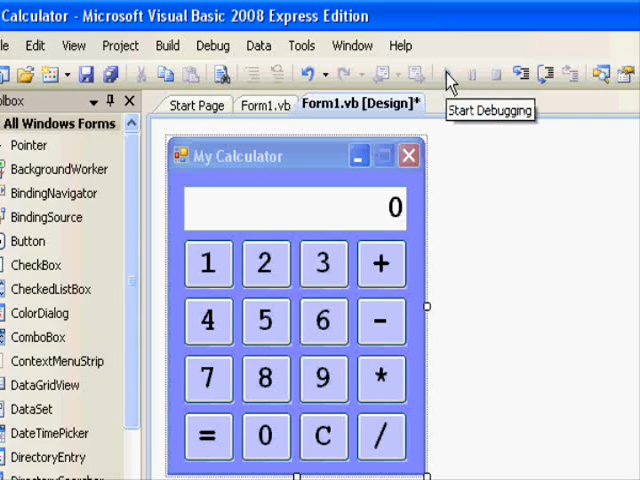 Calculator - Microsoft Visual Basic 2008 Express Edition
le Edit View Project Build Debug Data Tools Window Help
olbox
Start Page Form1.vb Form1.vb [Design]*
Start Debugging
All Windows Forms
Pointer
BackgroundWorker
BindingNavigator
BindingSource
Button
CheckBox
CheckedListBox
ColorDialog
ComboBox
ContextMenuStrip
DataGridView
DataSet
DateTimePicker
DirectoryEntry
DirectorySearcher
My Calculator
0
1 2 3 +
4 5 6 -
7 8 9 *
= 0 C /